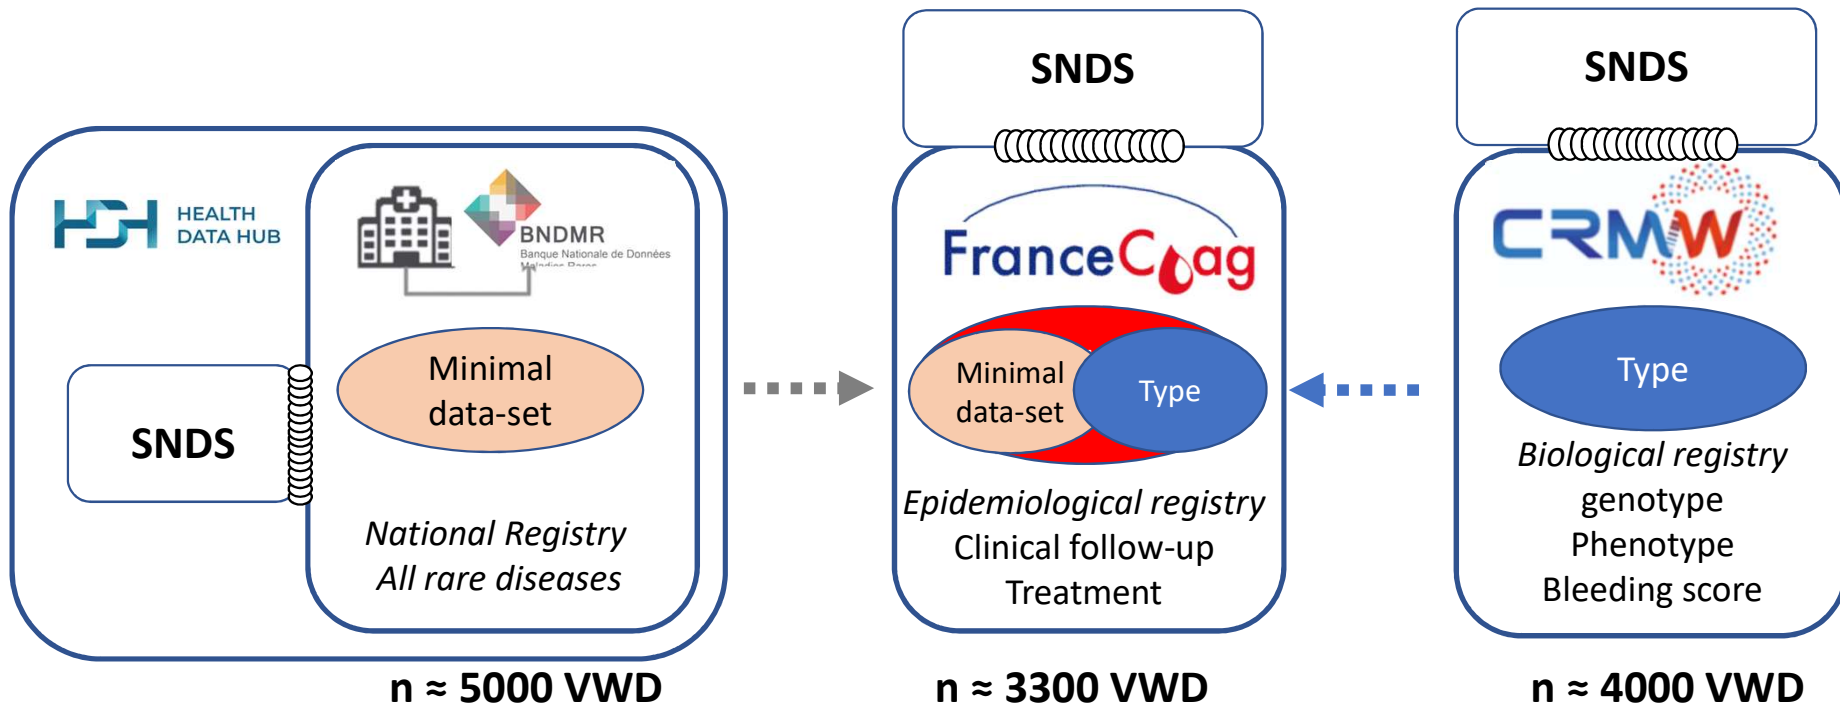 HEALTH
DATA HUB
BNDMR
Banque Nationale de Données
Maladies Rares
Minimal
data-set
SNDS
National Registry
All rare diseases
n ≈ 5000 VWD
SNDS
FranceCoag
Minimal
data-set
Type
Epidemiological registry
Clinical follow-up
Treatment
n ≈ 3300 VWD
SNDS
CRMW
Type
Biological registry
genotype
Phenotype
Bleeding score
n ≈ 4000 VWD